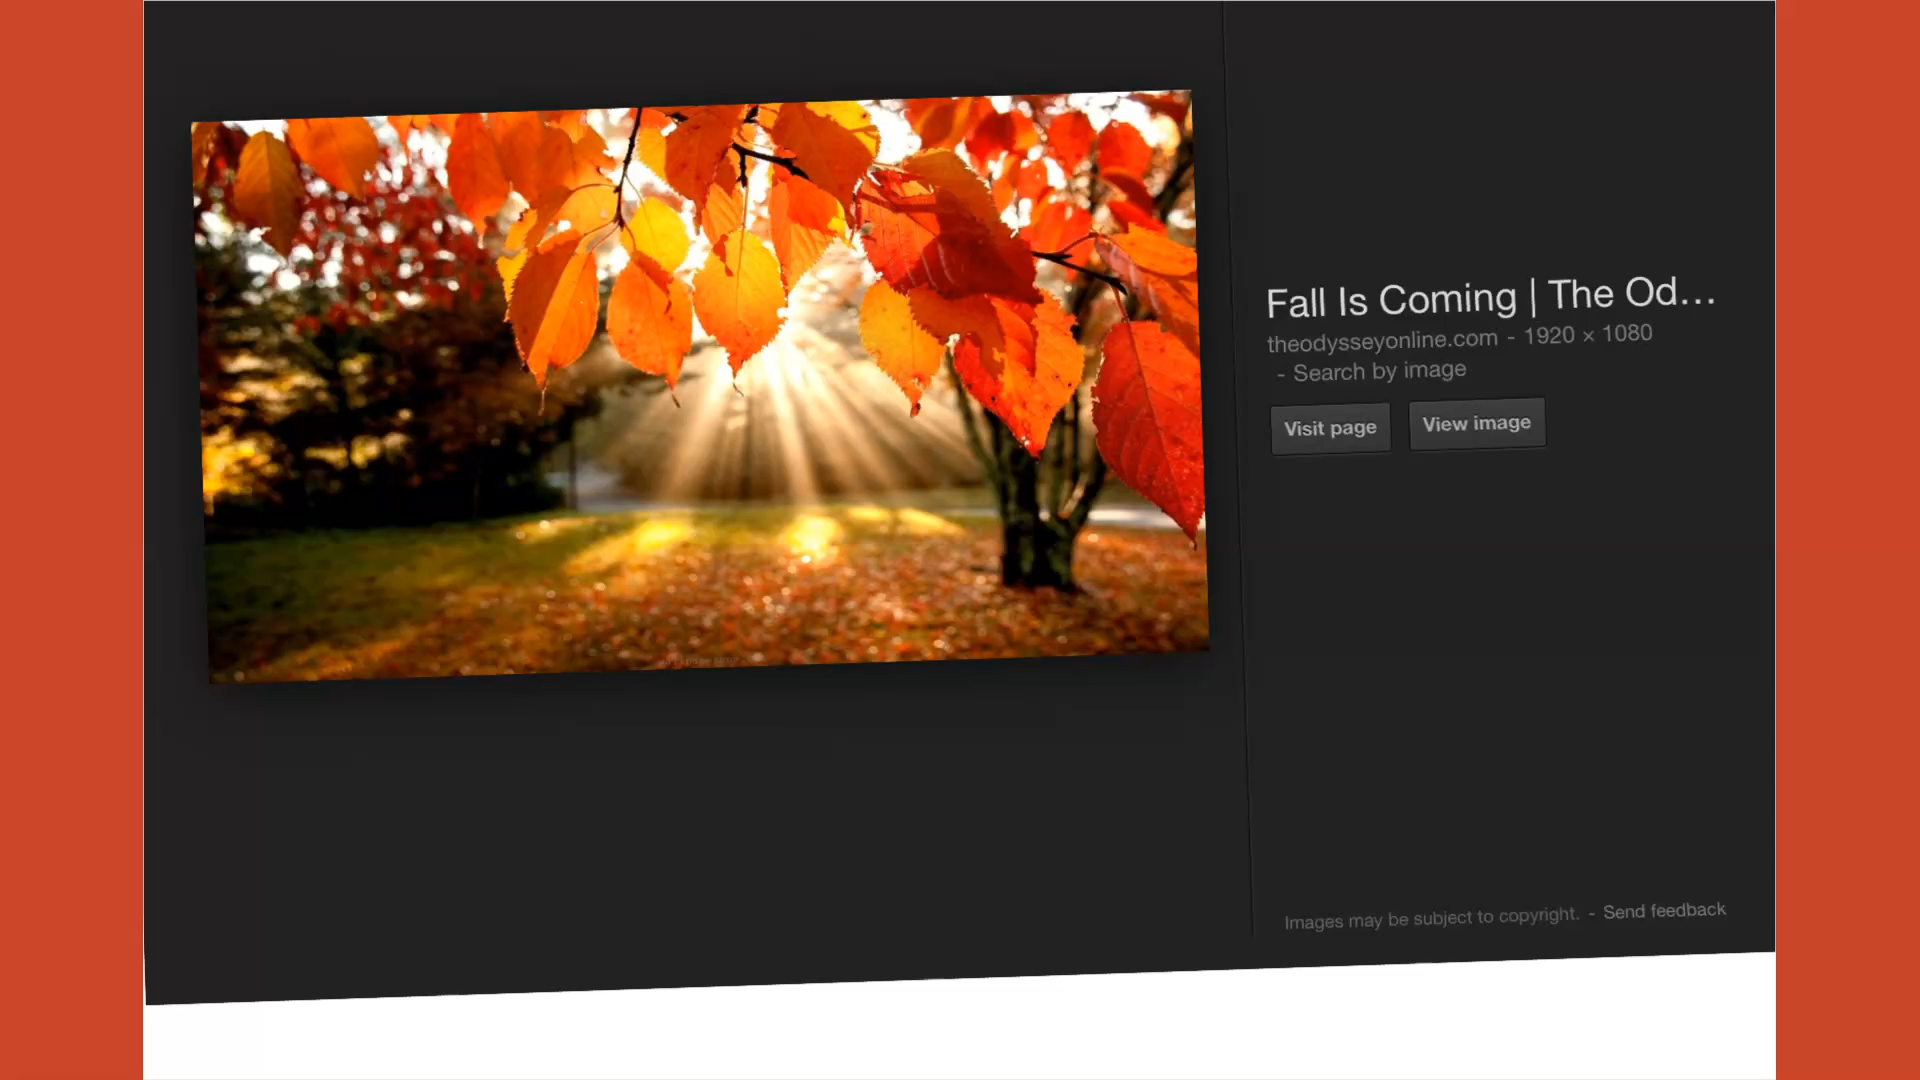 Fall Is Coming | The Od...
theodysseyonline.com - 1920 × 1080
- Search by image
Visit page
View image
Images may be subject to copyright. - Send feedback